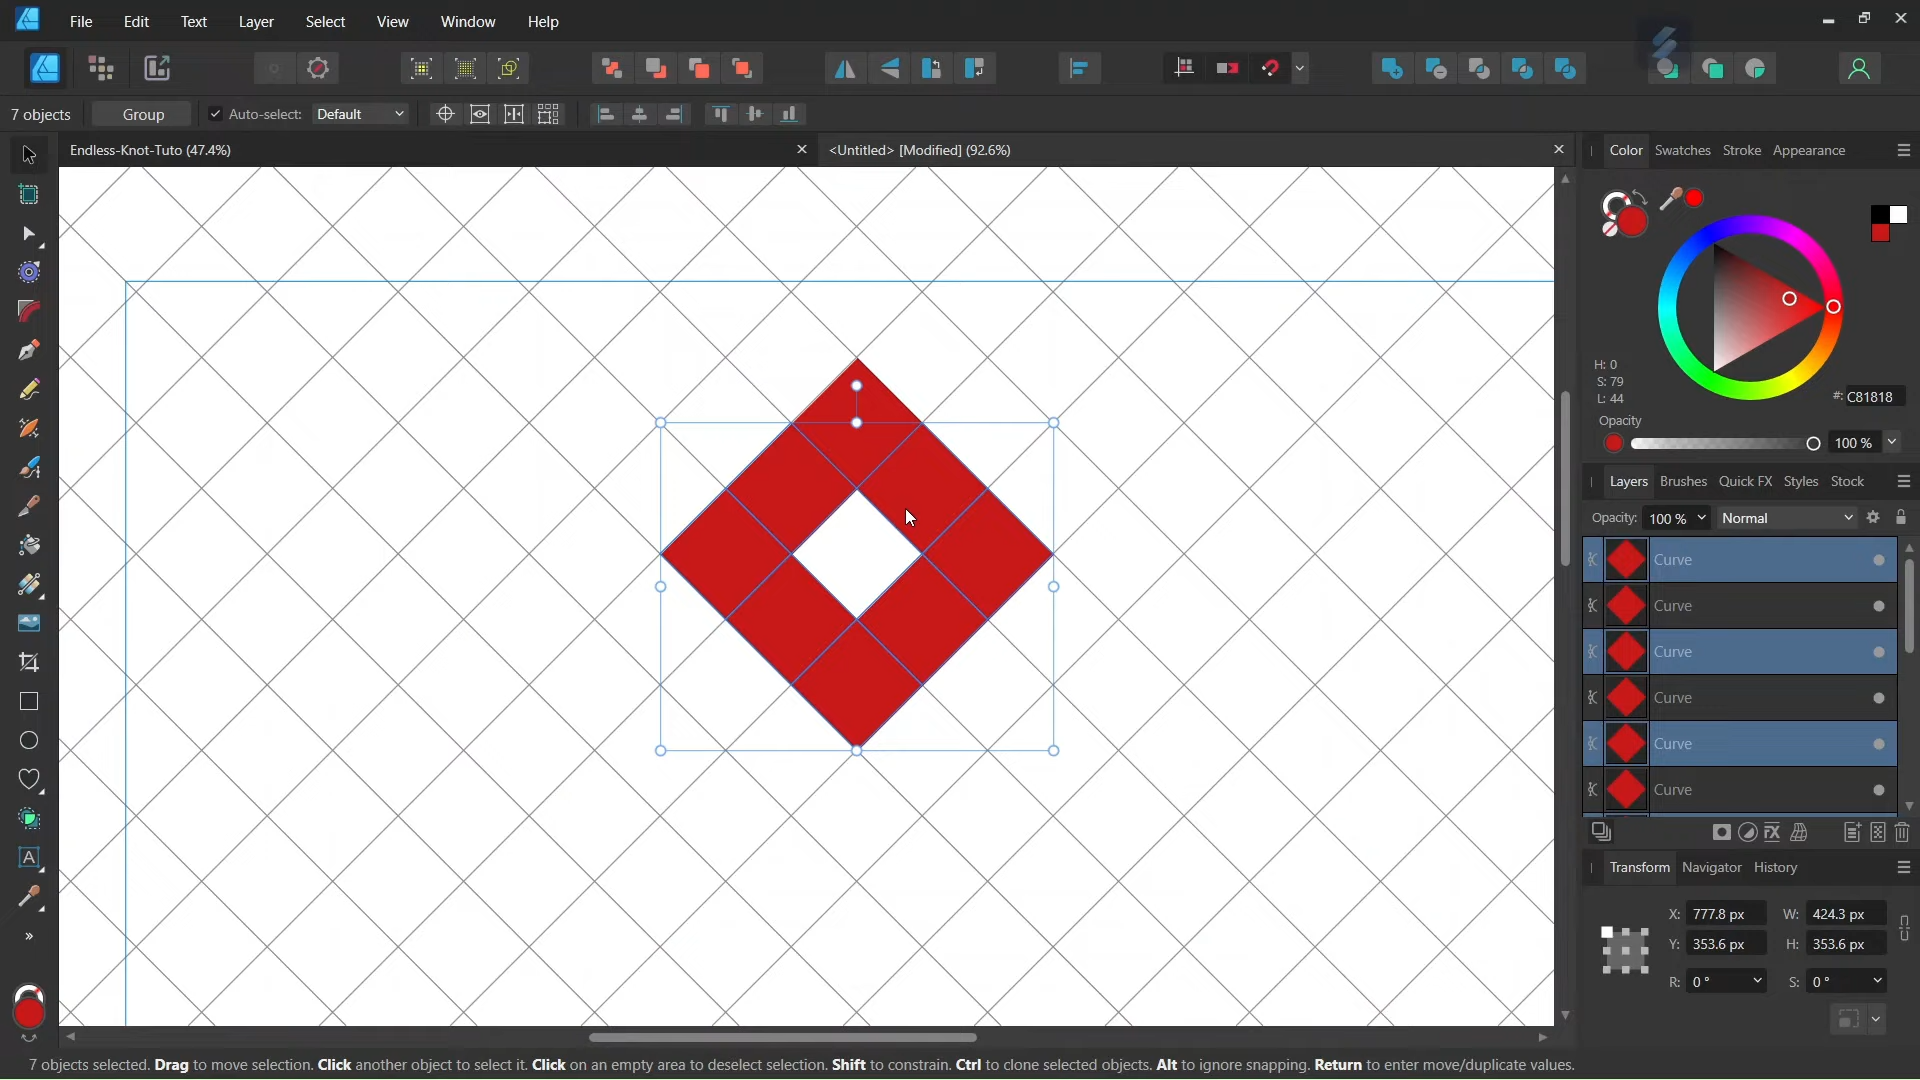 File Edit Text Layer Select View Window Help
7 objects Group Auto-select: Default
Endless-Knot-Tuto (47.4%)
<Untitled> [Modified] (92.6%)
Color Swatches Stroke Appearance
H: 0
S: 79
L: 44
#: C81818
Opacity
100 %
Layers Brushes Quick FX Styles Stock
Opacity: 100 % Normal
Curve
Curve
Curve
Curve
Curve
Curve
A
Transform Navigator History
X: 777.8 px W: 424.3 px
Y: 353.6 px H: 353.6 px
R: 0 ° S: 0 °
7 objects selected. Drag to move selection. Click another object to select it. Click on an empty area to deselect selection. Shift to constrain. Ctrl to clone selected objects. Alt to ignore snapping. Return to enter move/duplicate values.